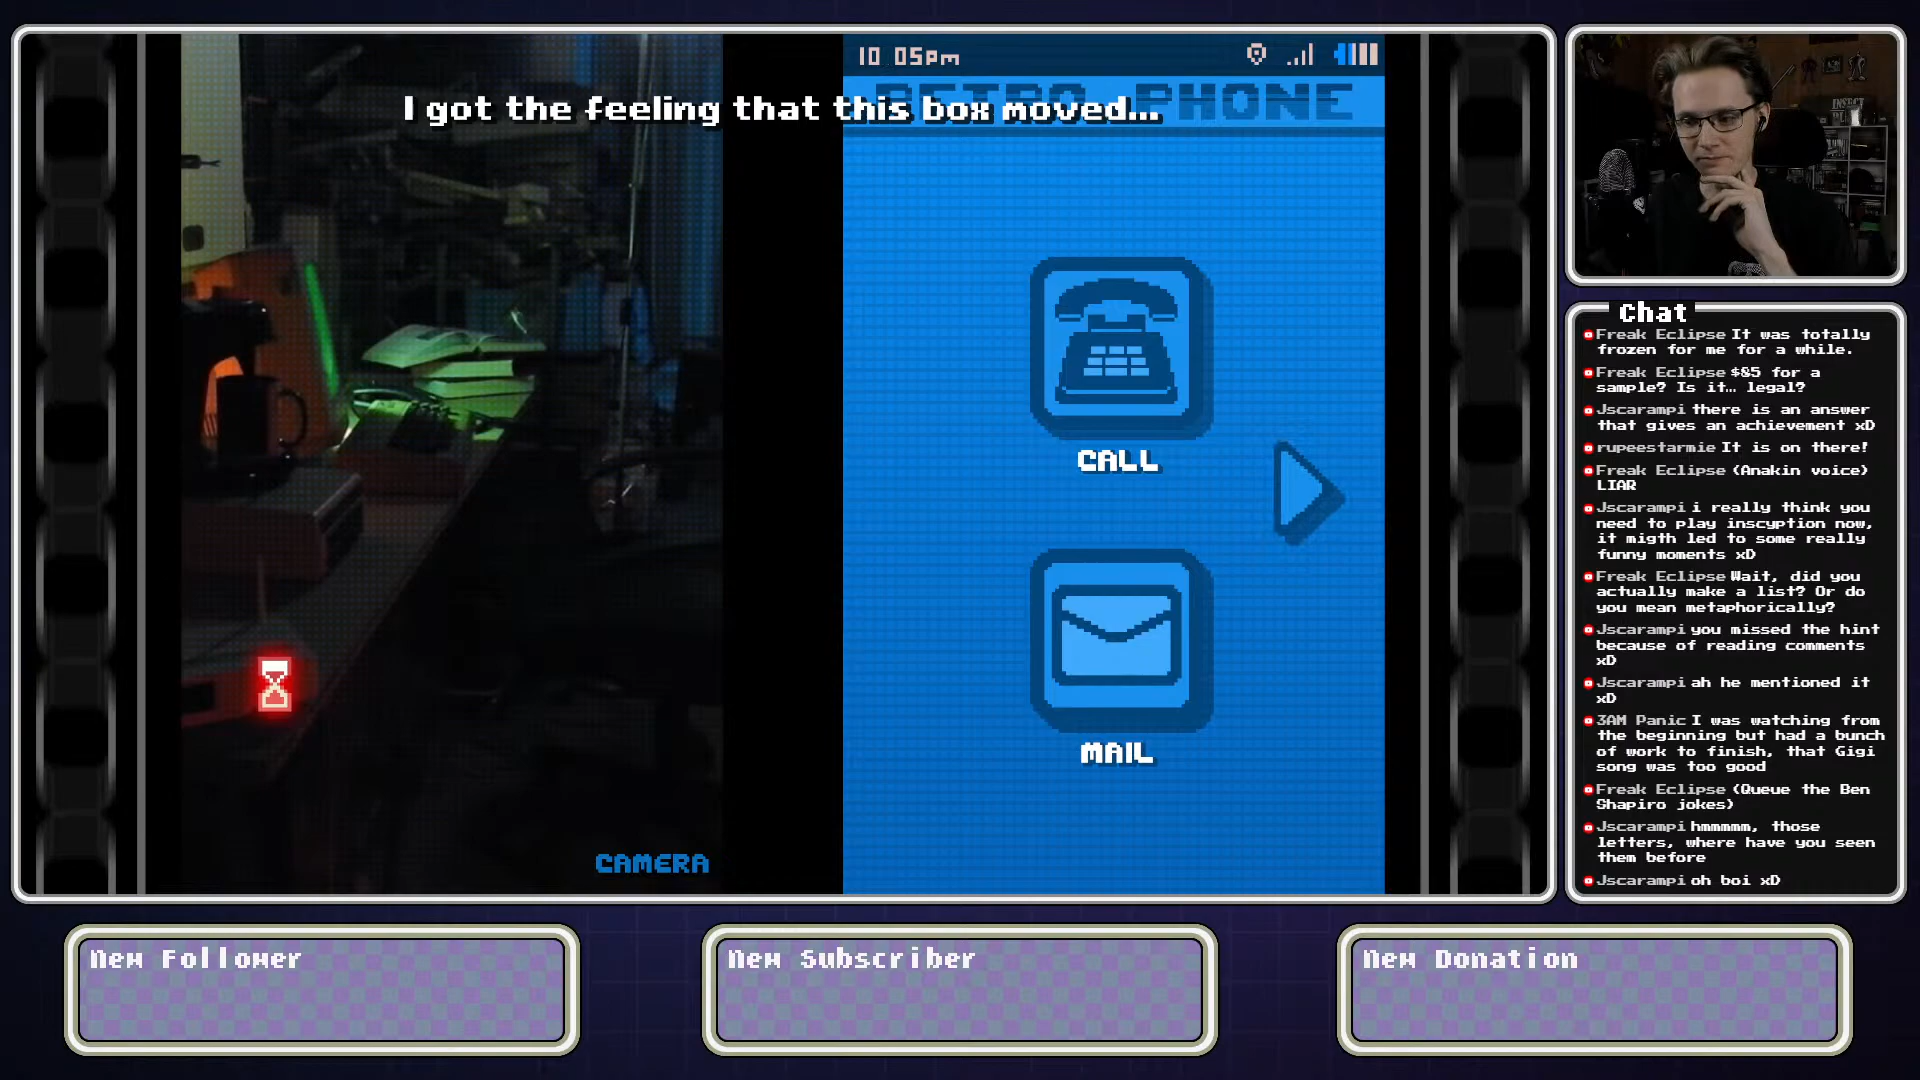 10 05pm
RETRO PHONE
I got the feeling that this box moved...
CALL
MAIL
CAMERA
INSECT
Chat
Freak Eclipse It was totally
frozen for me for a while.
Freak Eclipse $85 for a
sample? Is it… legal?
Jscarampi there is an answer
that gives an achievement xD
rupeestarmie It is on there!
Freak Eclipse (Anakin voice)
LIAR
Jscarampi i really think you
need to play inscyption now,
it migth led to some really
funny moments xD
Freak Eclipse Wait, did you
actually make a list? Or do
you mean metaphorically?
Jscarampi you missed the hint
because of reading comments
xD
Jscarampi ah he mentioned it
xD
3AM Panic I was watching from
the beginning but had a bunch
of work to finish, that Gigi
song was too good
Freak Eclipse (Queue the Ben
Shapiro jokes)
Jscarampi hmmmmm, those
letters, where have you seen
them before
Jscarampi oh boi xD
New Follower
New Subscriber
New Donation